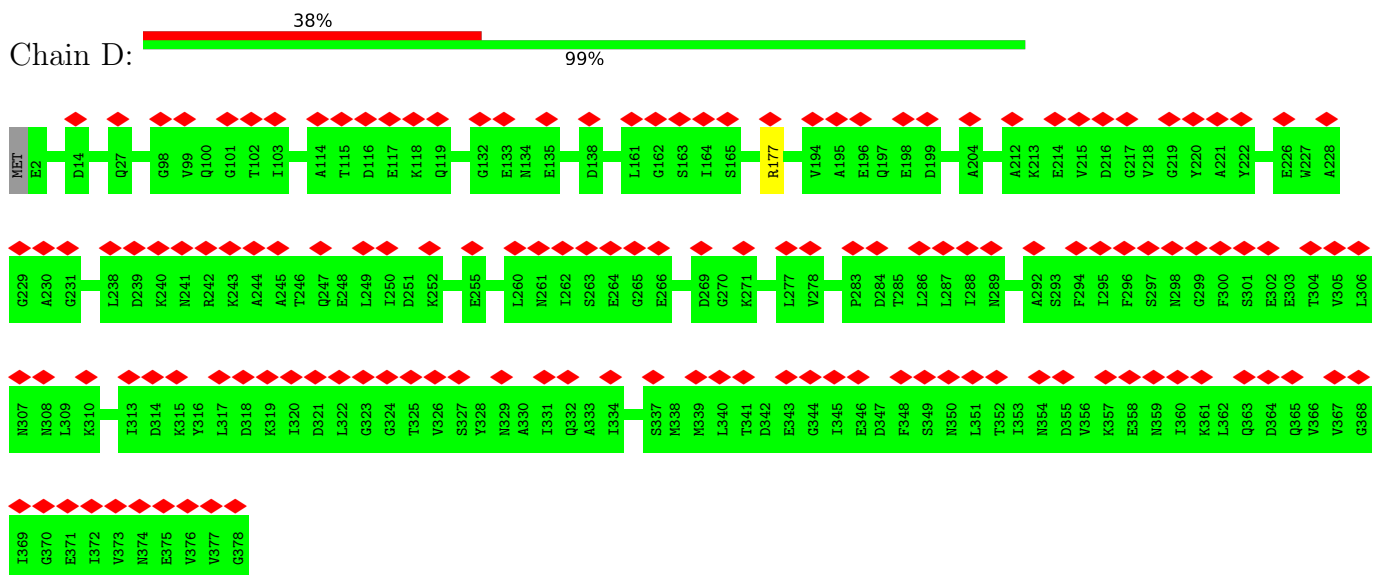 38%
Chain D:
99%
MET E2 D14 Q27 G98 V99 Q100 G101 T102 I103 A114 T115 D116 E117 K118 Q119 G132 E133 N134 E135 D138 L161 G162 S163 I164 S165 R177 V194 A195 E196 Q197 E198 D199 A204 A212 K213 E214 V215 D216 G217 V218 G219 Y220 A221 Y222 E226 W227 A228
G229 A230 G231 L238 D239 K240 N241 R242 K243 A244 A245 T246 Q247 E248 L249 I250 D251 K252 E255 L260 N261 I262 S263 E264 G265 E266 D269 G270 K271 L277 V278 P283 D284 T285 L286 L287 I288 N289 A292 S293 F294 I295 F296 S297 N298 G299 F300 S301 E302 E303 T304 V305 L306
N307 N308 L309 K310 I313 D314 K315 Y316 L317 D318 K319 I320 D321 L322 G323 G324 T325 V326 S327 Y328 N329 A330 I331 Q332 A333 I334 S337 M338 M339 L340 T341 D342 E343 G344 I345 E346 D347 F348 S349 N350 L351 T352 I353 N354 D355 V356 K357 E358 N359 I360 K361 L362 Q363 D364 Q365 V366 V367 G368
I369 G370 E371 I372 V373 N374 E375 V376 V377 G378